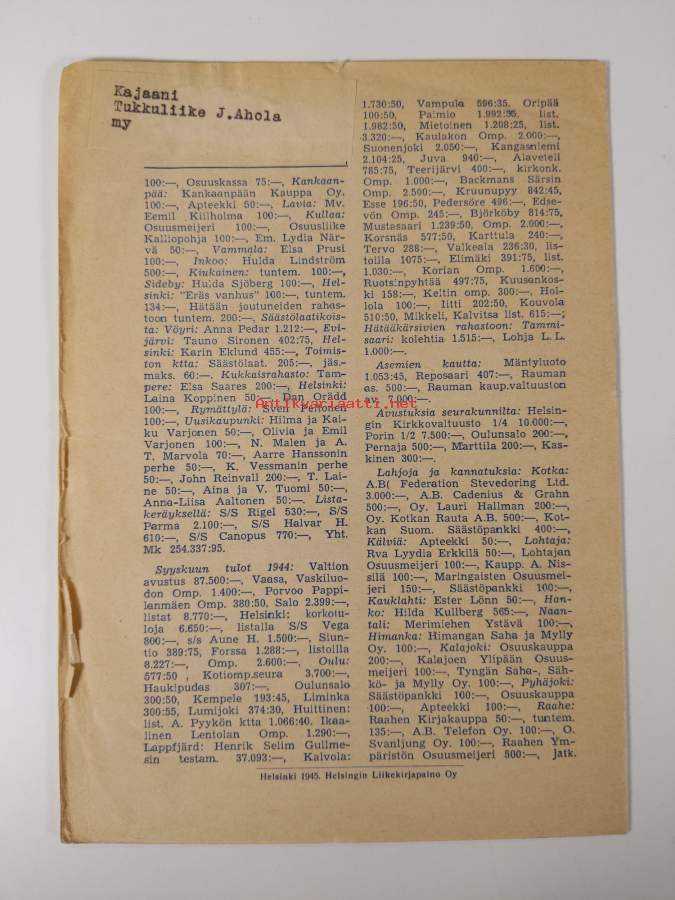 Kajaani
Tukkuliike J.Ahola
my
100:—, Osuuskassa 75:—, Kankaan-
pää: Kankaanpään Kauppa Oy.
100:—, Apteekki 50:—, Lavia: Mv.
Eemil Kiilholma 100:—, Kullaa:
Osuusmeijeri 100:—, Osuusliike
Kalliopohja 100:—, Em. Lydia När-
vä 50:—, Vammala: Elsa Prusi
100:—, Inkoo: Hulda Lindström
500:—, Kiukainen: tuntem. 100:—,
Sideby: Hulda Sjöberg 100:—, Hel-
sinki: "Eräs vanhus" 100:—, tuntem.
134:—, Hätään joutuneiden rahas-
toon tuntem. 200:—, Säästölaatikois-
ta: Vöyri: Anna Pedar 1.212:—, Evi-
järvi: Tauno Sironen 402:75, Hel-
sinki: Karin Eklund 455:—, Toimis-
ton ktta: Säästölaat. 205:—, jäs.-
maks. 60:—, Kukkaisrahasto: Tam-
pere: Elsa Saares 200:—, Helsinki:
Laina Koppinen 50:—, Dan Orädd
100:—, Rymättylä: Sven Peltonen
100:—, Uusikaupunki: Hilma ja Kai-
ku Varjonen 50:—, Olivia ja Emil
Varjonen 100:—, N. Malen ja A.
T. Marvola 70:—, Aarre Hanssonin
perhe 50:—, K. Vessmanin perhe
50:—, John Reinvall 200:—, T. Lai-
ne 50:—, Aina ja V. Tuomi 50:—,
Anna-Liisa Aaltonen 50:—. Lista-
keräyksellä: S/S Rigel 530:—, S/S
Parma 2.100:—, S/S Halvar H.
610:—, S/S Canopus 770:—, Yht.
Mk 254.337:95.
Syyskuun tulot 1944: Valtion
avustus 87.500:—, Vaasa, Vaskiluo-
don Omp. 1.400:—, Porvoo Pappi-
lanmäen Omp. 380:50, Salo 2.399:—,
listat 8.770:—, Helsinki: korkotu-
loja 6.650:—, listalla S/S Vega
800:—, s/s Aune H. 1.500:—, Siun-
tio 389:75, Forssa 1.288:—, listoilla
8.227:—, Omp. 2.600:—, Oulu:
577:50, Kotiomp.seura 3.700:—,
Haukipudas 307:—, Oulunsalo
300:50, Kempele 193:45, Liminka
300:55, Lumijoki 374:30, Huittinen:
list. A. Pyykön ktta 1.066:40. Ikaa-
linen Lentolan Omp. 1.290:—,
Lappfjärd: Henrik Selim Gullme-
sin testam. 37.093:—, Kalvola:
1.730:50, Vampula 596:35, Oripää
100:50, Paimio 1.992:35, list.
1.982:50, Mietoinen 1.208:25, list.
3.320:—, Kaulakon Omp. 2.000:—,
Suonenjoki 2.050:—, Kangasniemi
2.104:25, Juva 940:—, Alaveteli
785:75, Teerijärvi 400:—, kirkonk.
Omp. 1.000:—, Backmans Särsin
Omp. 2.500:—, Kruunupyy 842:45,
Esse 196:50, Pedersöre 496:—, Edse-
vön Omp. 245:—, Björköby 814:75,
Mustasaari 1.239:50, Omp. 2.000:—,
Korsnäs 577:50, Karttula 240:—,
Tervo 288:—, Valkeala 236:30, lis-
toilla 1075:—, Elimäki 391:75, list.
1.030:—, Korian Omp. 1.600:—,
Ruotsinpyhtää 497:75, Kuusankos-
ki 158:—, Keltin omp. 300:—, Hol-
lola 100:—, Iitti 202:50, Kouvola
510:50, Mikkeli, Kalvitsa list. 615:—;
Hätääkärsivien rahastoon: Tammi-
saari: kolehtia 1.515:—, Lohja L.L.
1.000:—.
Asemien kautta: Mäntyluoto
1.053:45, Reposaari 407:—, Rauman
as. 500:—, Rauman kaup.valtuuston
av. 7.000:—.
Antikvariaatti.net
Avustuksia seurakunnilta: Helsin-
gin Kirkkovaltuusto 1/4 10.000:—,
Porin 1/2 7.500:—, Oulunsalo 200:—,
Pernaja 500:—, Marttila 200:—, Kas-
kinen 300:—.
Lahjoja ja kannatuksia: Kotka:
A.B( Federation Stevedoring Ltd.
3.000:—, A.B. Cadenius & Grahn
500:—, Oy. Lauri Hallman 200:—,
Oy. Kotkan Rauta A.B. 500:—, Kot-
kan Suom. Säästöpankki 400:—,
Kälviä: Apteekki 50:—, Lohtaja:
Rva Lyydia Erkkilä 50:—, Lohtajan
Osuusmeijeri 100:—, Kaupp. A. Nis-
silä 100:—, Maringaisten Osuusmei-
jeri 150:—, Säästöpankki 100:—,
Kauklahti: Ester Lönn 50:—, Han-
ko: Hilda Kullberg 565:—, Naan-
tali: Merimiehen Ystävä 100:—,
Himanka: Himangan Saha ja Mylly
Oy. 100:—, Kalajoki: Osuuskauppa
200:—, Kalajoen Ylipään Osuus-
meijeri 100:—, Tyngän Saha-, Säh-
kö- ja Mylly Oy. 100:—, Pyhäjoki:
Säästöpankki 100:—, Osuuskauppa
100:—, Apteekki 100:—, Raahe:
Raahen Kirjakauppa 50:—, tuntem.
135:—, A.B. Telefon Oy. 100:—, O.
Svanljung Oy. 100:—, Raahen Ym-
päristön Osuusmeijeri 500:—, jatk.
Helsinki 1945. Helsingin Liikekirjapaino Oy